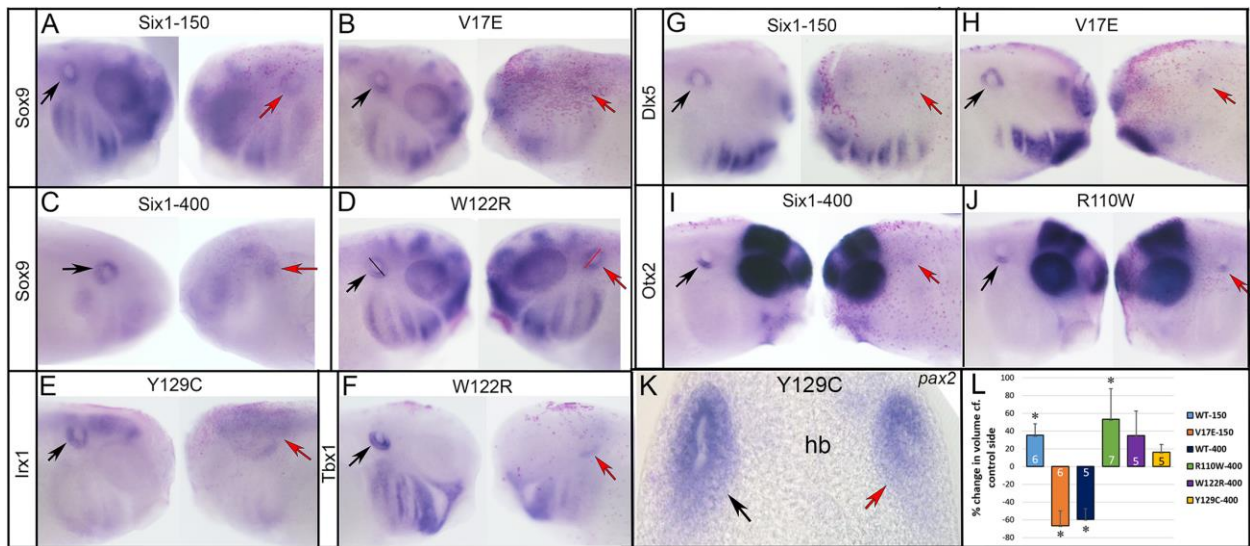 A Six1-150
B V17E
Sox9
C Six1-400
D W122R
Sox9
E Y129C
F W122R
Irx1
Tbx1
G Six1-150
H V17E
Dlx5
I Six1-400
J R110W
Otx2
K Y129C pax2
hb
L
% change in volume cf.
control side
100
80
60
40
20
0
-20
-40
-60
-80
*
6
6
*
5
*
*
7
5
5
WT-150
V17E-150
WT-400
R110W-400
W122R-400
Y129C-400